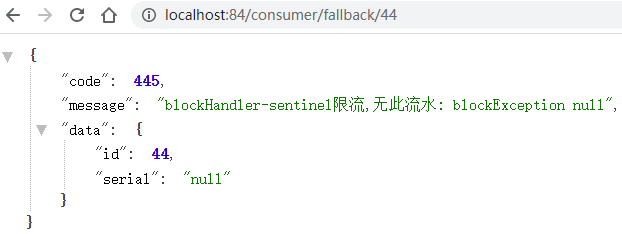 localhost:84/consumer/fallback/44
{
"code": 445,
"message": "blockHandler-sentinel限流,无此流水: blockException null",
"data": {
"id": 44,
"serial": "null"
}
}